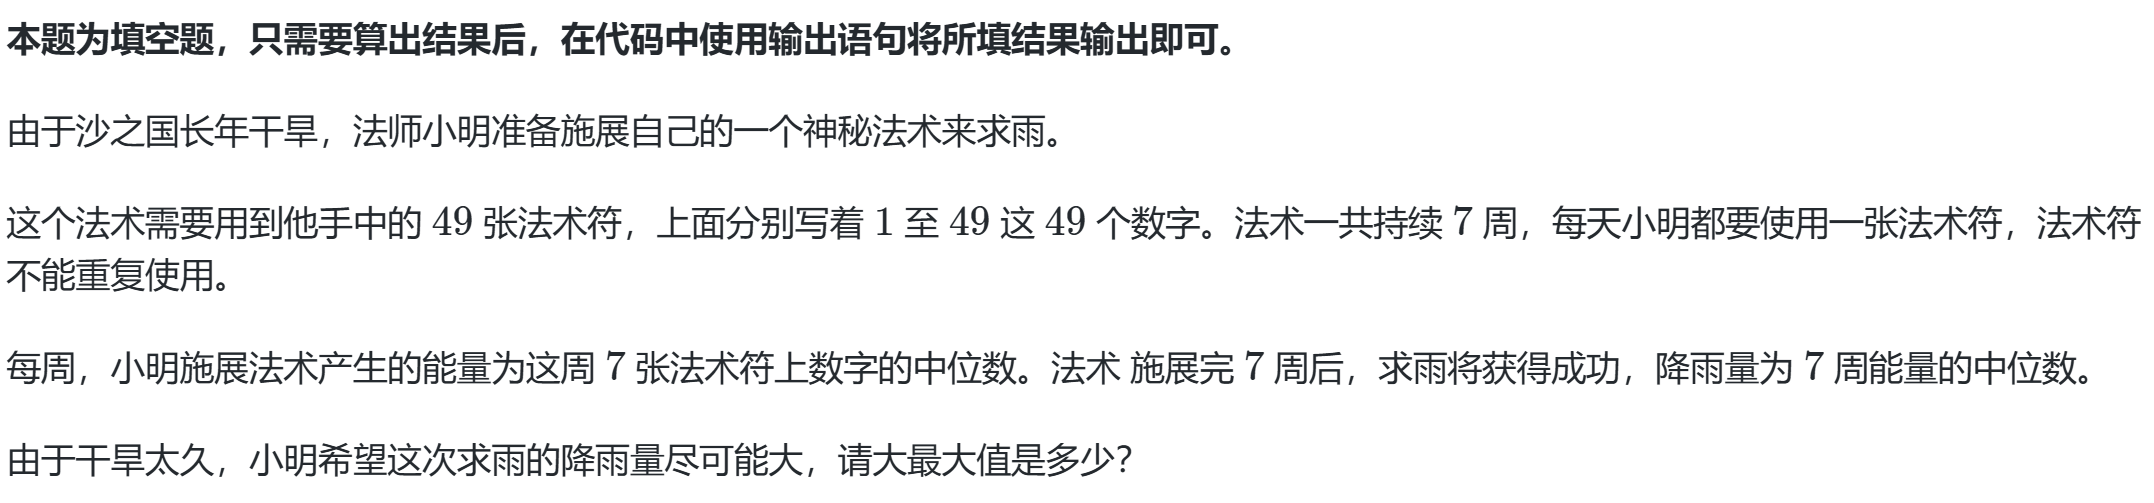 本题为填空题，只需要算出结果后，在代码中使用输出语句将所填结果输出即可。
由于沙之国长年干旱，法师小明准备施展自己的一个神秘法术来求雨。
这个法术需要用到他手中的 49 张法术符，上面分别写着 1 至 49 这 49 个数字。法术一共持续 7 周，每天小明都要使用一张法术符，法术符
不能重复使用。
每周，小明施展法术产生的能量为这周 7 张法术符上数字的中位数。法术 施展完 7 周后，求雨将获得成功，降雨量为 7 周能量的中位数。
由于干旱太久，小明希望这次求雨的降雨量尽可能大，请大最大值是多少？